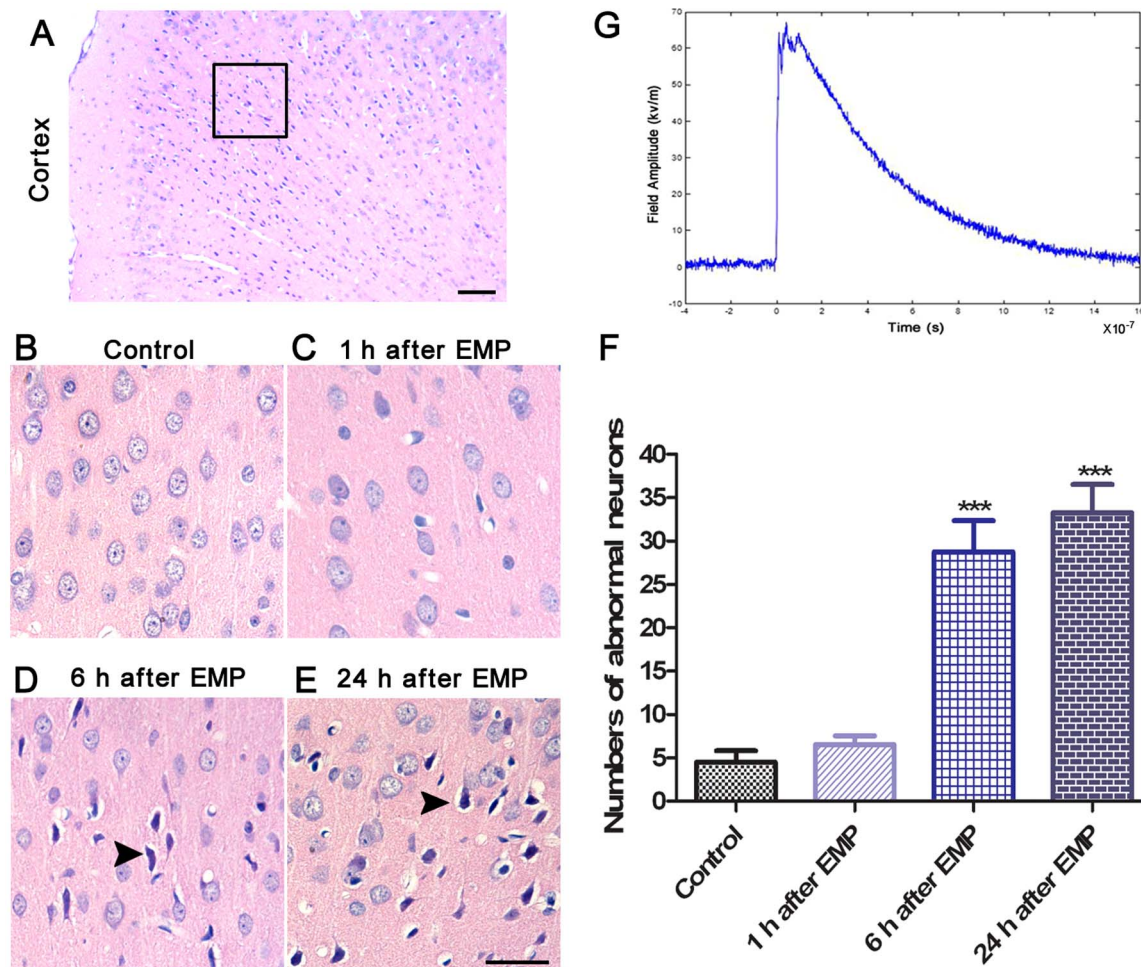 A
Cortex
B Control
C 1 h after EMP
D 6 h after EMP
E 24 h after EMP
G
Field Amplitude (kv/m)
70
60
50
40
30
20
10
0
-10
-4 -2 0 2 4 6 8 10 12 14 16
Time (s)
X10-7
F
Numbers of abnormal neurons
40
35
30
25
20
15
10
5
0
***
***
Control
1 h after EMP
6 h after EMP
24 h after EMP